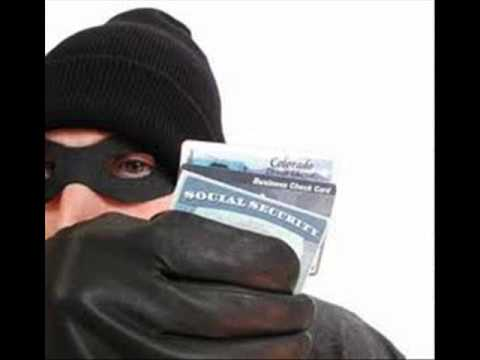 Colorado
Business Check Card
SOCIAL SECURITY